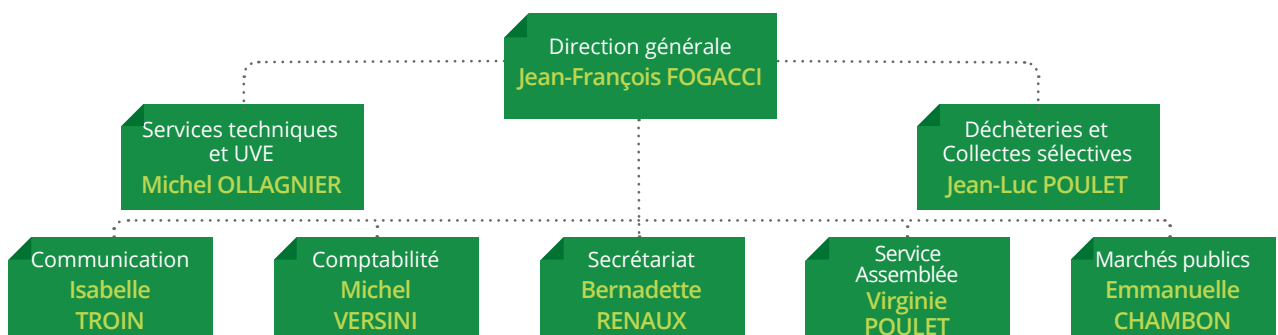 Direction générale
Jean-François FOGACCI
Services techniques
et UVE
Michel OLLAGNIER
Déchèteries et
Collectes sélectives
Jean-Luc POULET
Communication
Isabelle
TROIN
Comptabilité
Michel
VERSINI
Secrétariat
Bernadette
RENAUX
Service
Assemblée
Virginie
POULET
Marchés publics
Emmanuelle
CHAMBON